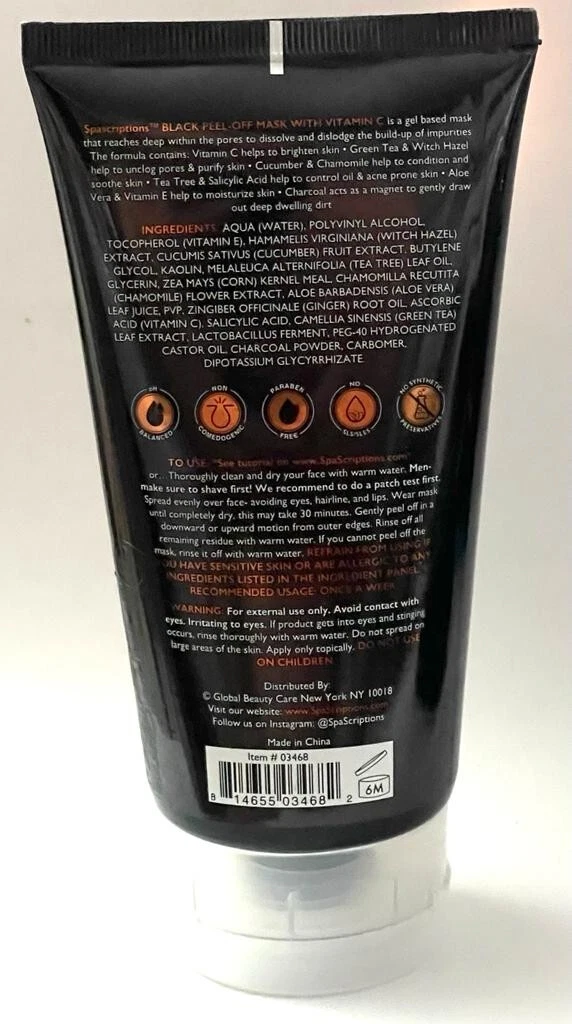 Spascriptions™ BLACK PEEL-OFF MASK WITH VITAMIN C is a gel based mask
that reaches deep within the pores to dissolve and dislodge the build-up of impurities
The formula contains: Vitamin C helps to brighten skin • Green Tea & Witch Hazel
help to unclog pores & purify skin • Cucumber & Chamomile help to condition and
soothe skin • Tea Tree & Salicylic Acid help to control oil & acne prone skin • Aloe
Vera & Vitamin E help to moisturize skin • Charcoal acts as a magnet to gently draw
out deep dwelling dirt
INGREDIENTS: AQUA (WATER), POLYVINYL ALCOHOL,
TOCOPHEROL (VITAMIN E), HAMAMELIS VIRGINIANA (WITCH HAZEL)
EXTRACT, CUCUMIS SATIVUS (CUCUMBER) FRUIT EXTRACT, BUTYLENE
GLYCOL, KAOLIN, MELALEUCA ALTERNIFOLIA (TEA TREE) LEAF OIL,
GLYCERIN, ZEA MAYS (CORN) KERNEL MEAL, CHAMOMILLA RECUTITA
(CHAMOMILE) FLOWER EXTRACT, ALOE BARBADENSIS (ALOE VERA)
LEAF JUICE, PVP, ZINGIBER OFFICINALE (GINGER) ROOT OIL, ASCORBIC
ACID (VITAMIN C), SALICYLIC ACID, CAMELLIA SINENSIS (GREEN TEA)
LEAF EXTRACT, LACTOBACILLUS FERMENT, PEG-40 HYDROGENATED
CASTOR OIL, CHARCOAL POWDER, CARBOMER,
DIPOTASSIUM GLYCYRRHIZATE
pH BALANCED
NON COMEDOGENIC
PARABEN FREE
NO SLS/SLES
NO SYNTHETIC PRESERVATIVES
TO USE: "See tutorial on www.SpaScriptions.com"
or... Thoroughly clean and dry your face with warm water. Men-
make sure to shave first! We recommend to do a patch test first.
Spread evenly over face- avoiding eyes, hairline, and lips. Wear mask
until completely dry, this may take 30 minutes. Gently peel off in a
downward or upward motion from outer edges. Rinse off all
remaining residue with warm water. If you cannot peel off the
mask, rinse it off with warm water. REFRAIN FROM USING IF
YOU HAVE SENSITIVE SKIN OR ARE ALLERGIC TO ANY
INGREDIENTS LISTED IN THE INGREDIENT PANEL."
RECOMMENDED USAGE- ONCE A WEEK
WARNING: For external use only. Avoid contact with
eyes. Irritating to eyes. If product gets into eyes and stinging
occurs, rinse thoroughly with warm water. Do not spread on
large areas of the skin. Apply only topically. DO NOT USE
ON CHILDREN
Distributed By:
© Global Beauty Care New York NY 10018
Visit our website: www.SpaScriptions.com
Follow us on Instagram: @SpaScriptions
Made in China
Item # 03468
8 14655 03468 2
6M